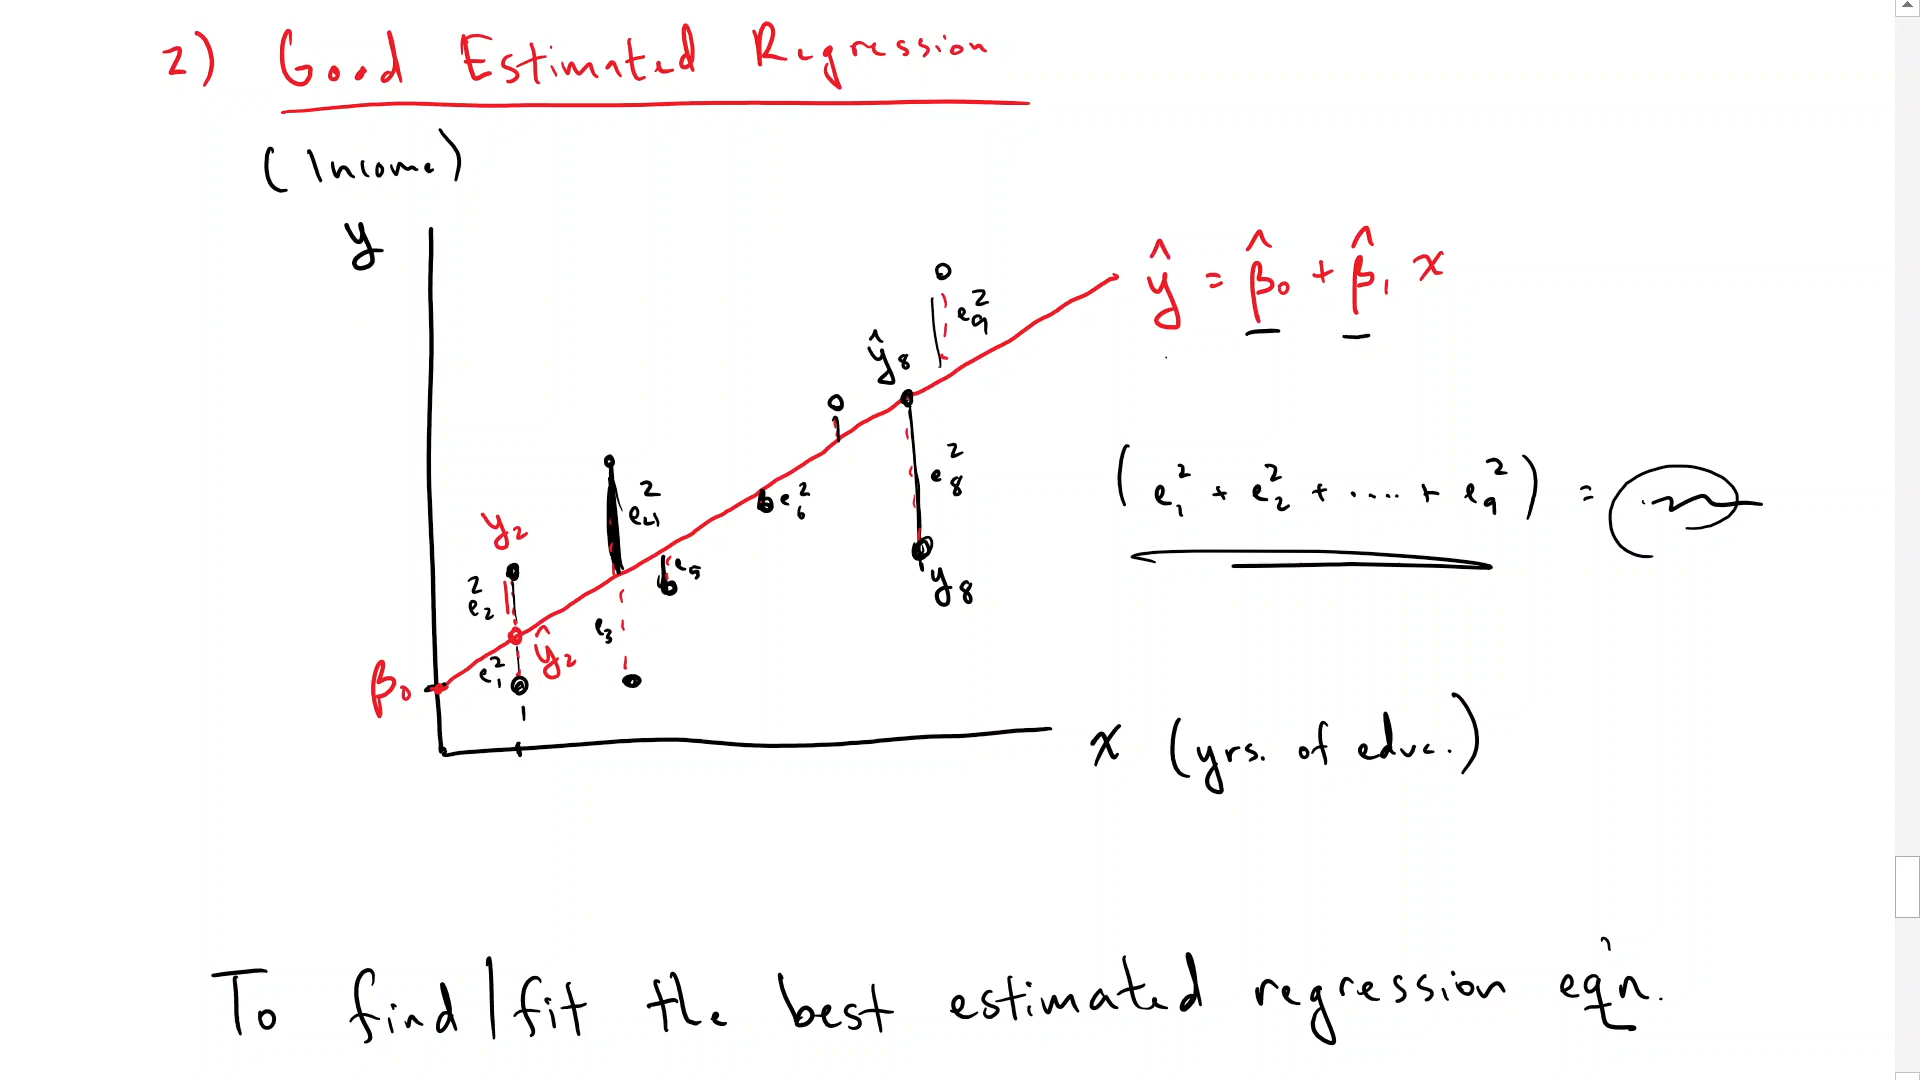 2) Good Estimated Regression
(Income)
y
ŷ = β̂₀ + β̂₁ x
e₉²
ŷ₈
e₈²
(e₁² + e₂² + .... + e₉²) =
e₄²
e₆²
y₂
e₅
y₈
e₂²
e₃
ŷ₂
e₁²
β₀
1
x (yrs. of educ.)
To find/fit the best estimated regression eqn.